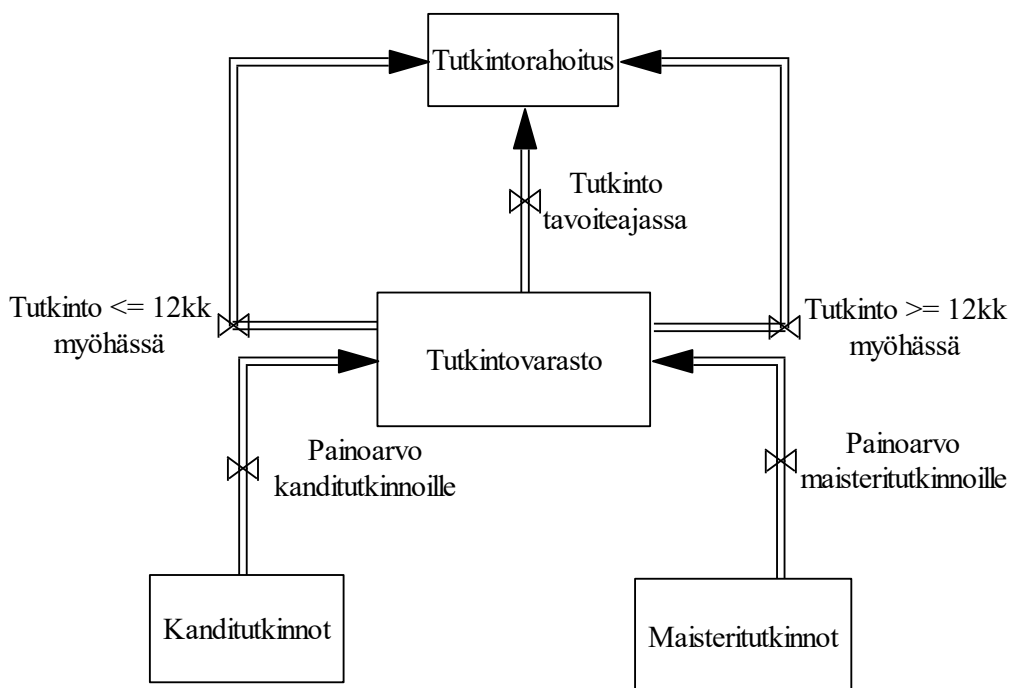 Tutkintorahoitus
Tutkinto
tavoiteajassa
Tutkinto <= 12kk
myöhässä
Tutkintovarasto
Tutkinto >= 12kk
myöhässä
Painoarvo
kanditutkinnoille
Painoarvo
maisteritutkinnoille
Kanditutkinnot
Maisteritutkinnot